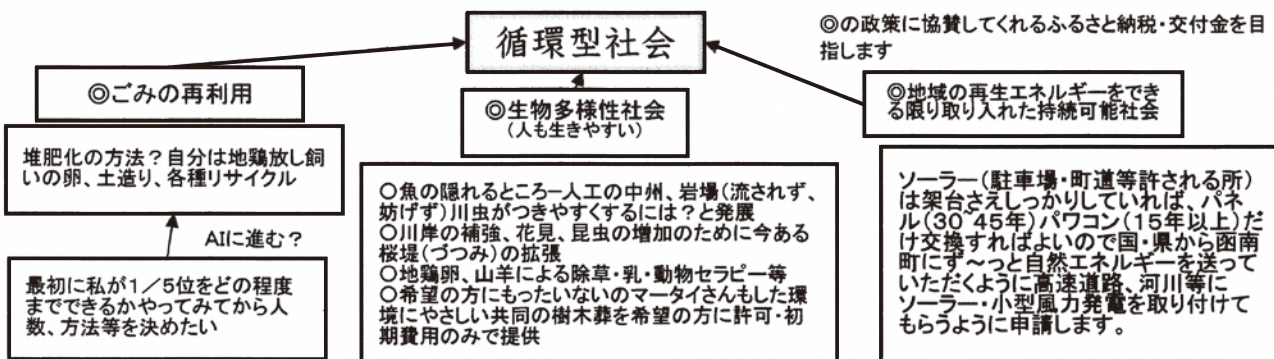 循環型社会
◎の政策に協賛してくれるふるさと納税・交付金を目
指します
◎ごみの再利用
堆肥化の方法？自分は地鶏放し飼
いの卵、土造り、各種リサイクル
AIに進む？
最初に私が1／5位をどの程度
までできるかやってみてから人
数、方法等を決めたい
◎生物多様性社会
（人も生きやすい）
○魚の隠れるところー人工の中州、岩場（流されず、
妨げず）川虫がつきやすくするには？と発展
○川岸の補強、花見、昆虫の増加のために今ある
桜堤（づつみ）の拡張
○地鶏卵、山羊による除草・乳・動物セラピー等
○希望の方にもったいないのマータイさんもした環
境にやさしい共同の樹木葬を希望の方に許可・初
期費用のみで提供
◎地域の再生エネルギーをでき
る限り取り入れた持続可能社会
ソーラー（駐車場・町道等許される所）
は架台さえしっかりしていれば、パネ
ル（30~45年）パワコン（15年以上）だ
け交換すればよいので国・県から函南
町にず～っと自然エネルギーを送って
いただくように高速道路、河川等に
ソーラー・小型風力発電を取り付けて
もらうように申請します。